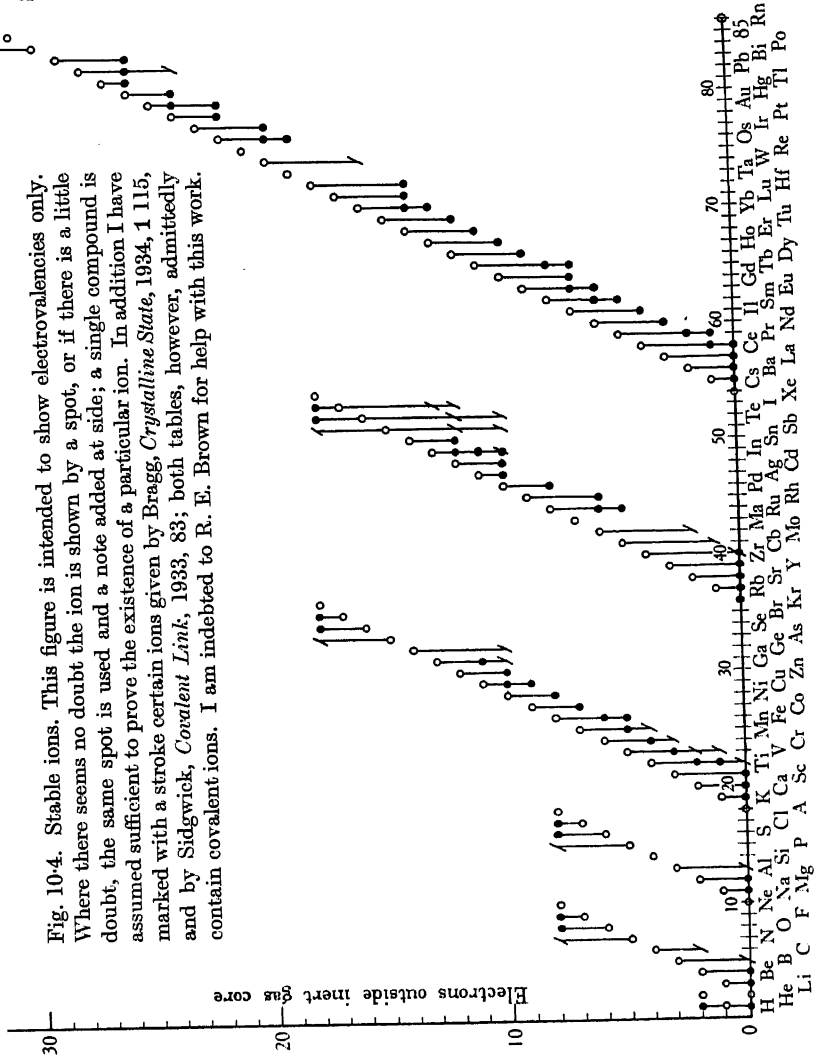 Fig. 10·4. Stable ions. This figure is intended to show electrovalencies only.
Where there seems no doubt the ion is shown by a spot, or if there is a little
doubt, the same spot is used and a note added at side; a single compound is
assumed sufficient to prove the existence of a particular ion. In addition I have
marked with a stroke certain ions given by Bragg, Crystalline State, 1934, 1 115,
and by Sidgwick, Covalent Link, 1933, 83; both tables, however, admittedly
contain covalent ions. I am indebted to R. E. Brown for help with this work.
Electrons outside inert gas core
30
20
10
0
10 20 30 40 50 60 70 80
H Be N Ne Al S K Ti Mn Ni Ga Se Rb Zr Ma Pd In Te Cs Ce Il Gd Ho Yb Ta Os Au Pb 85
He B O Na Si Cl Ca V Fe Cu Ge Br Sr Cb Ru Ag Sn I Ba Pr Sm Tb Er Lu W Ir Hg Bi Rn
Li C F Mg P A Sc Cr Co Zn As Kr Y Mo Rh Cd Sb Xe La Nd Eu Dy Tu Hf Re Pt Tl Po